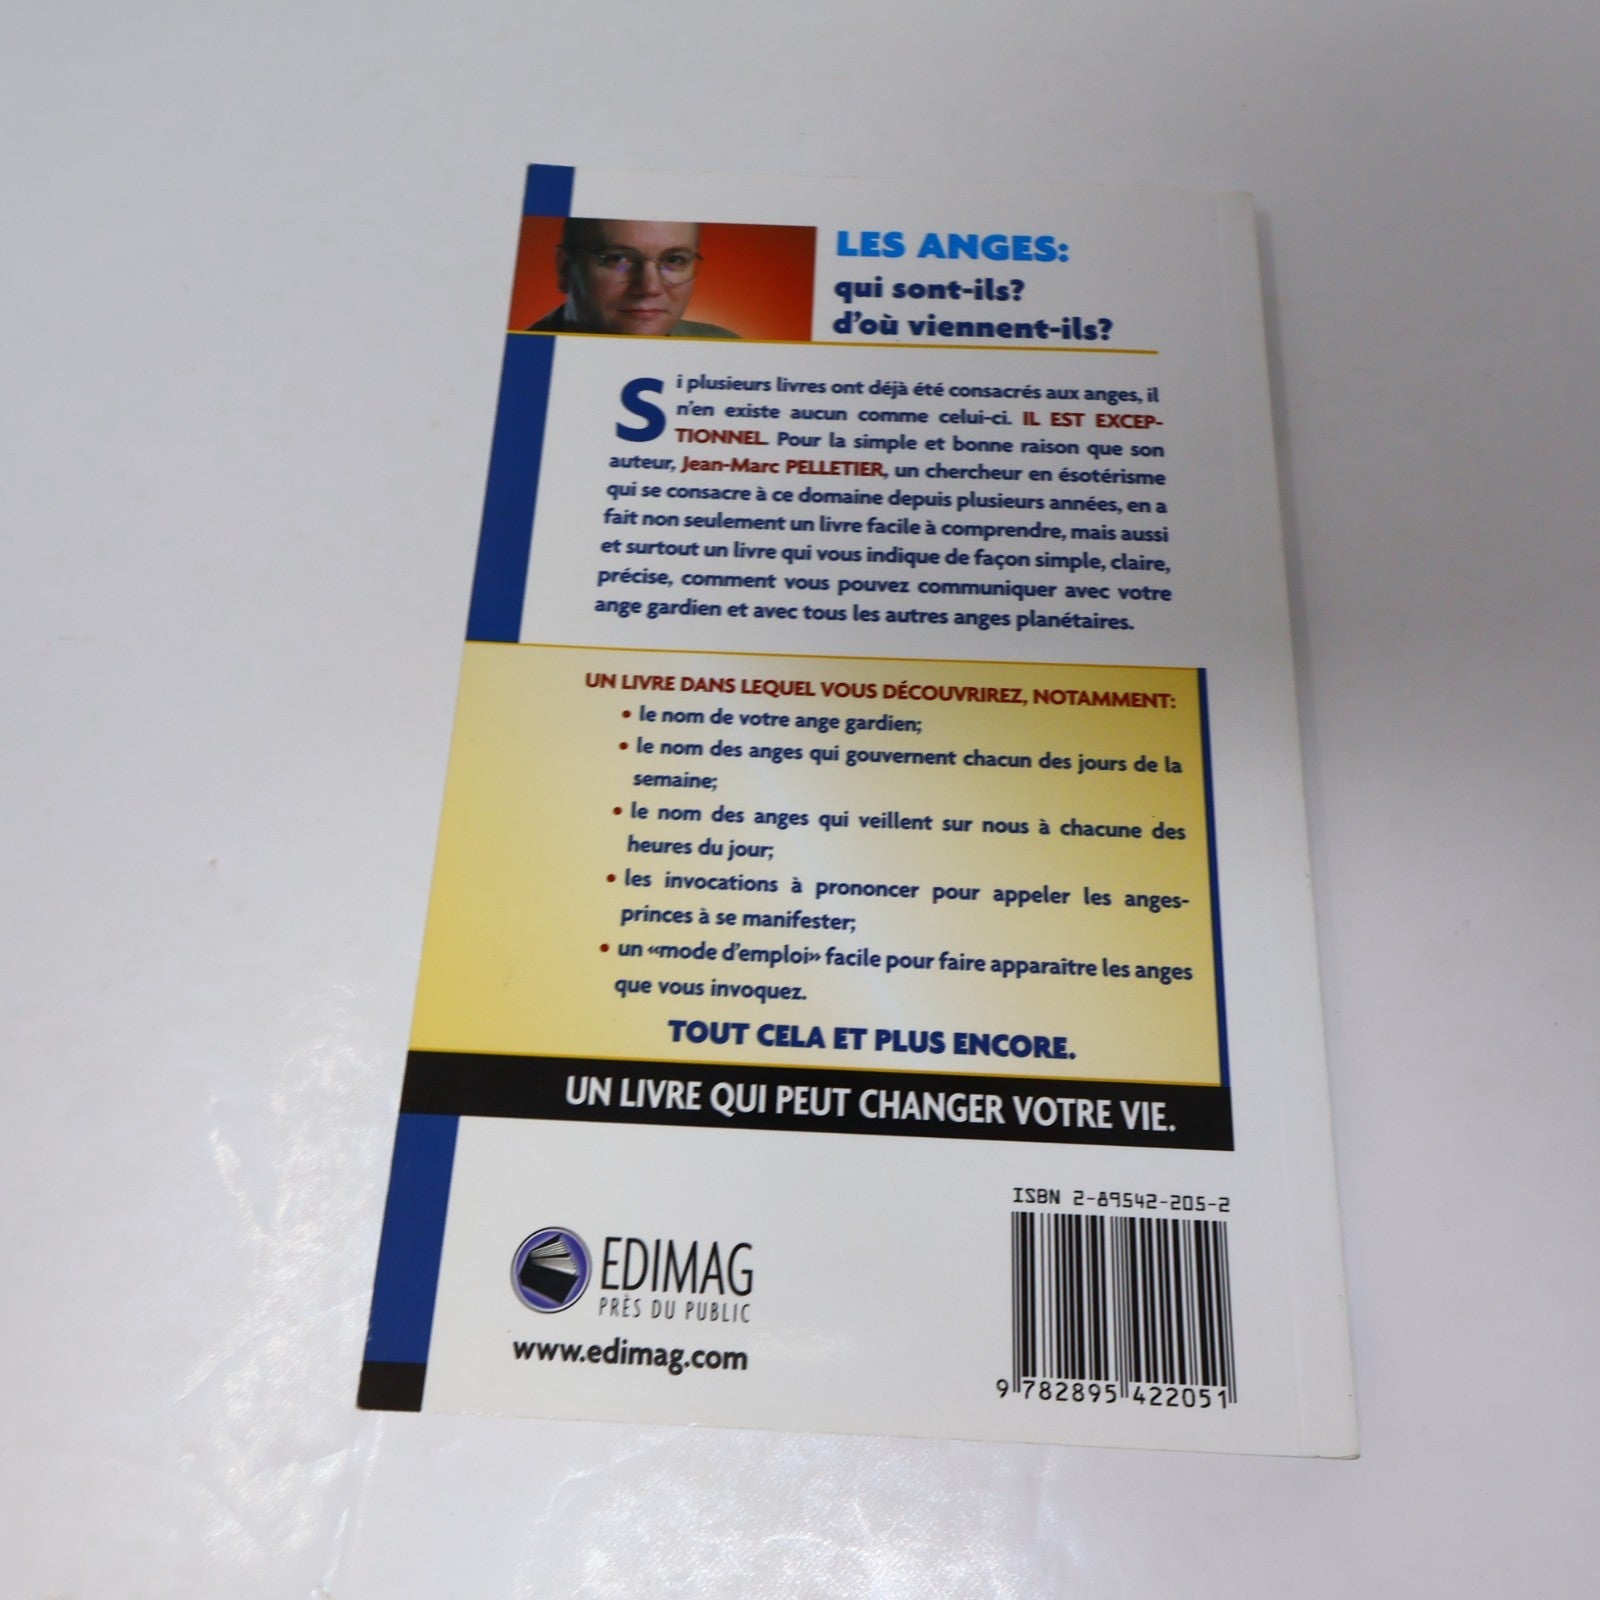 LES ANGES:
qui sont-ils?
d'où viennent-ils?
Si plusieurs livres ont déjà été consacrés aux anges, il
n'en existe aucun comme celui-ci. IL EST EXCEP-
TIONNEL. Pour la simple et bonne raison que son
auteur, Jean-Marc PELLETIER, un chercheur en ésotérisme
qui se consacre à ce domaine depuis plusieurs années, en a
fait non seulement un livre facile à comprendre, mais aussi
et surtout un livre qui vous indique de façon simple, claire,
précise, comment vous pouvez communiquer avec votre
ange gardien et avec tous les autres anges planétaires.
UN LIVRE DANS LEQUEL VOUS DÉCOUVRIREZ, NOTAMMENT:
• le nom de votre ange gardien;
• le nom des anges qui gouvernent chacun des jours de la
semaine;
• le nom des anges qui veillent sur nous à chacune des
heures du jour;
• les invocations à prononcer pour appeler les anges-
princes à se manifester;
• un «mode d'emploi» facile pour faire apparaître les anges
que vous invoquez.
TOUT CELA ET PLUS ENCORE.
UN LIVRE QUI PEUT CHANGER VOTRE VIE.
ISBN 2-89542-205-2
EDIMAG
PRÈS DU PUBLIC
www.edimag.com
9 782895 422051